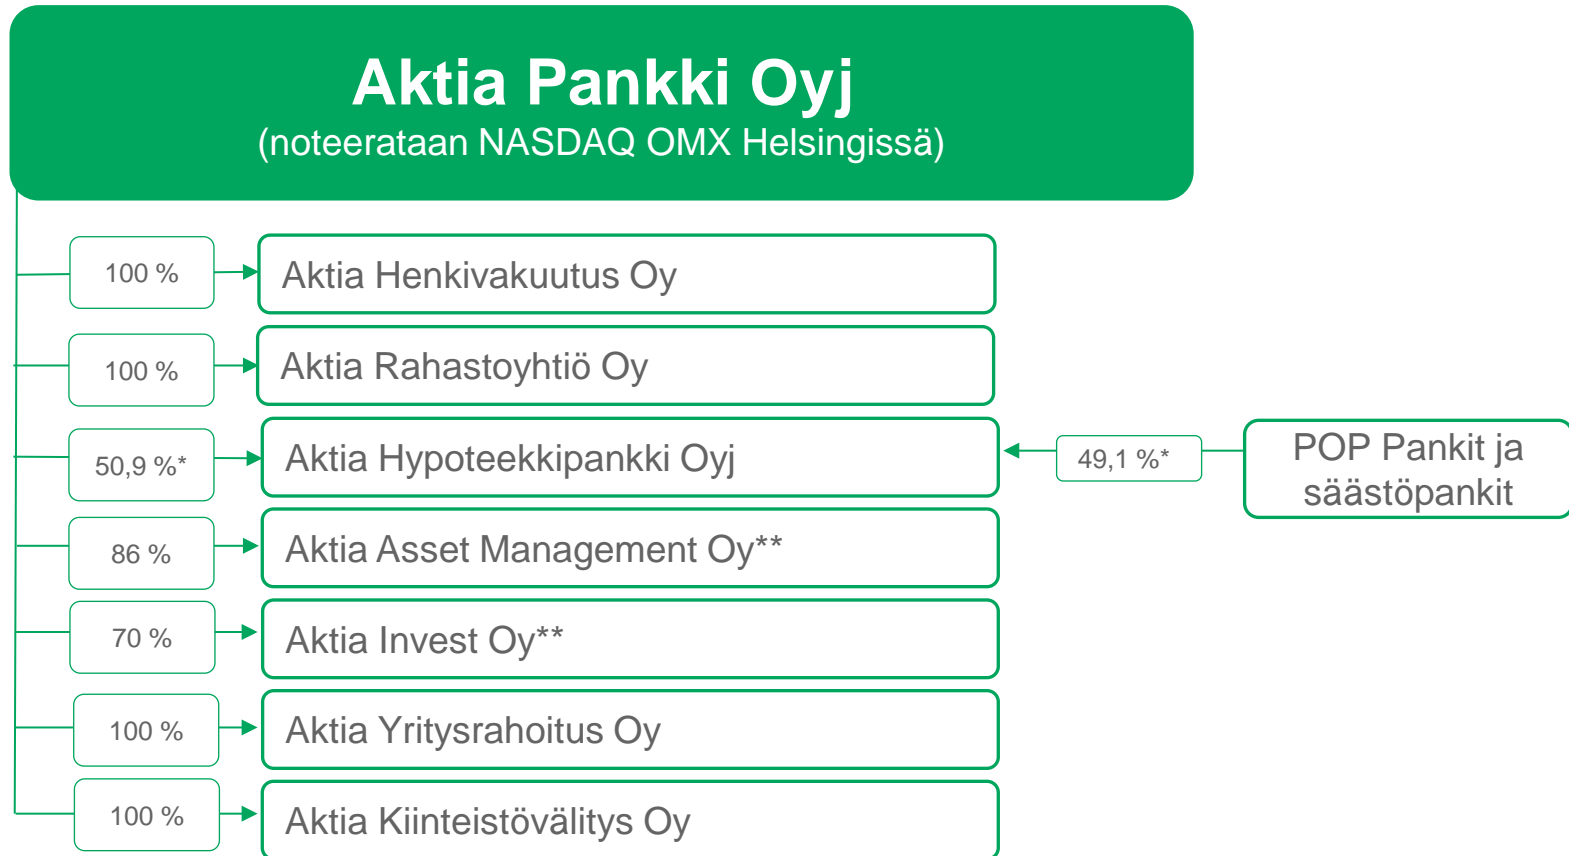 Aktia Pankki Oyj
(noteerataan NASDAQ OMX Helsingissä)
100 %
Aktia Henkivakuutus Oy
100 %
Aktia Rahastoyhtiö Oy
50,9 %*
Aktia Hypoteekkipankki Oyj
49,1 %*
POP Pankit ja
säästöpankit
86 %
Aktia Asset Management Oy**
70 %
Aktia Invest Oy**
100 %
Aktia Yritysrahoitus Oy
100 %
Aktia Kiinteistövälitys Oy